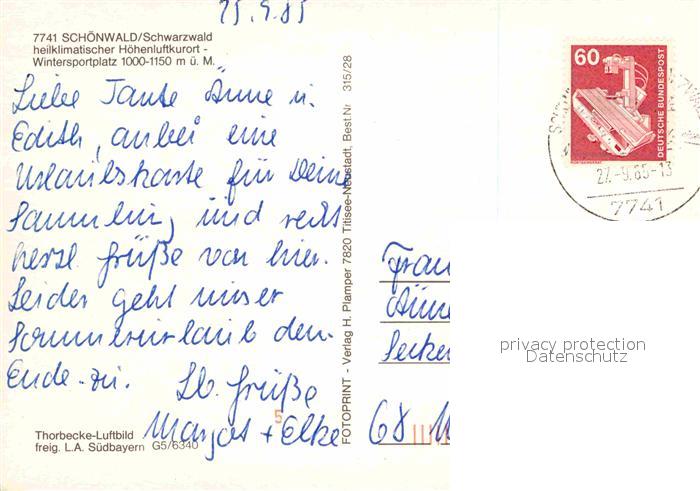 25.9.85
7741 SCHÖNWALD/Schwarzwald
heilklimatischer Höhenluftkurort -
Wintersportplatz 1000-1150 m ü. M.
Liebe Tante Änne u.
Edith, anbei eine
Urlaubskarte für Deine
Sammlung, und recht
herzl. Grüße von hier.
Leider geht unser
Sommerurlaub dem
Ende zu.
Lb. Grüße
Margot + Elke
Thorbecke-Luftbild
freig. L.A. Südbayern G5/6340
FOTOPRINT - Verlag H. Plamper 7820 Titisee-Neustadt, Best.Nr. 315/28
60
DEUTSCHE BUNDESPOST
27.-9.85-13
7741
Frau
Änne
68
privacy protection
Datenschutz
5